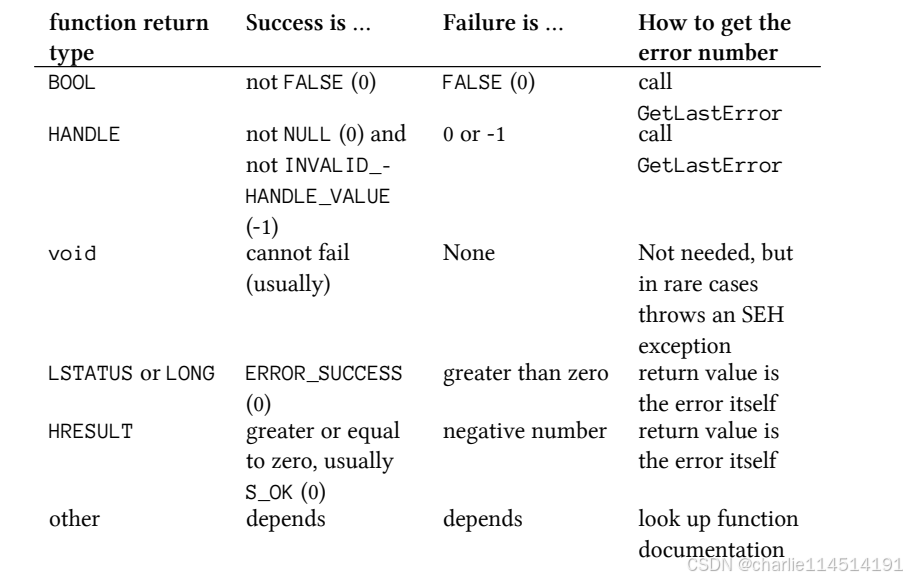 function return type
Success is ...
Failure is ...
How to get the error number
BOOL
not FALSE (0)
FALSE (0)
call GetLastError
HANDLE
not NULL (0) and
not INVALID_-
HANDLE_VALUE
(-1)
0 or -1
call
GetLastError
void
cannot fail
(usually)
None
Not needed, but
in rare cases
throws an SEH
exception
LSTATUS or LONG
ERROR_SUCCESS
(0)
greater than zero
return value is
the error itself
HRESULT
greater or equal
to zero, usually
S_OK (0)
negative number
return value is
the error itself
other
depends
depends
look up function
documentation
CSDN @charlie114514191